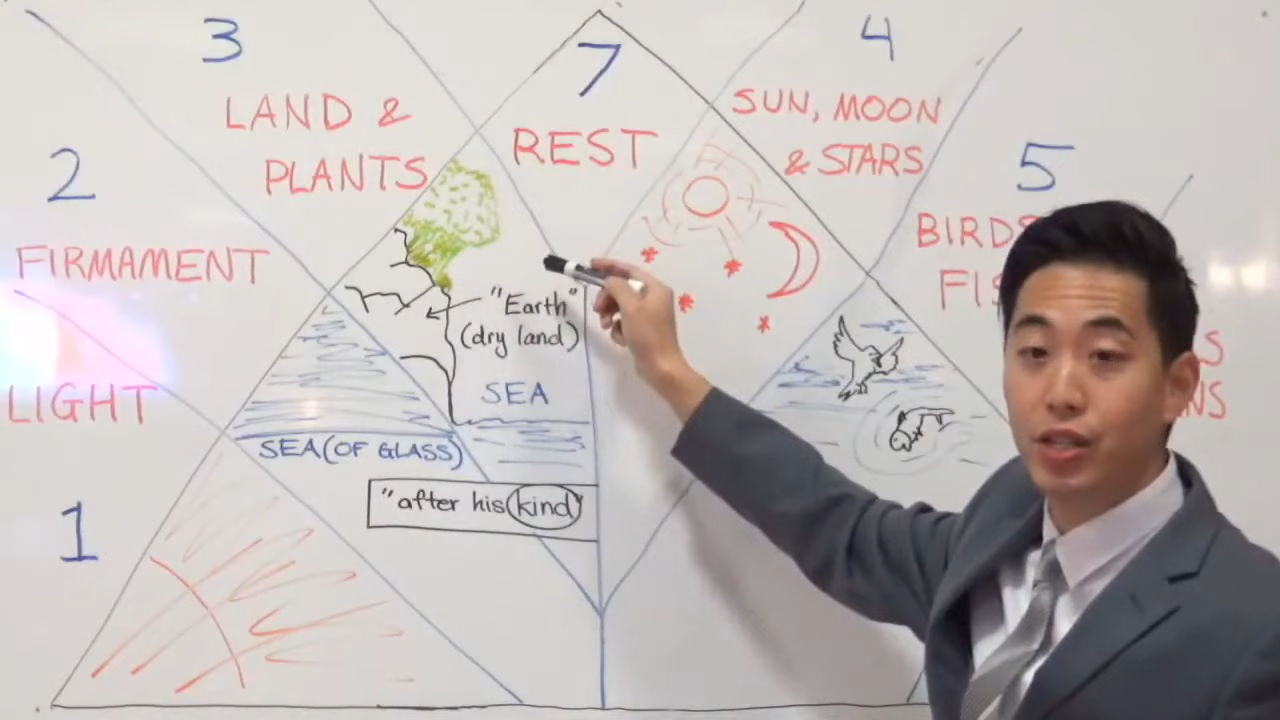 3
LAND &
PLANTS
7
REST
4
SUN, MOON
& STARS
2
FIRMAMENT
5
BIRDS
LIGHT
1
"Earth"
(dry land)
SEA
SEA (OF GLASS)
"after his kind"